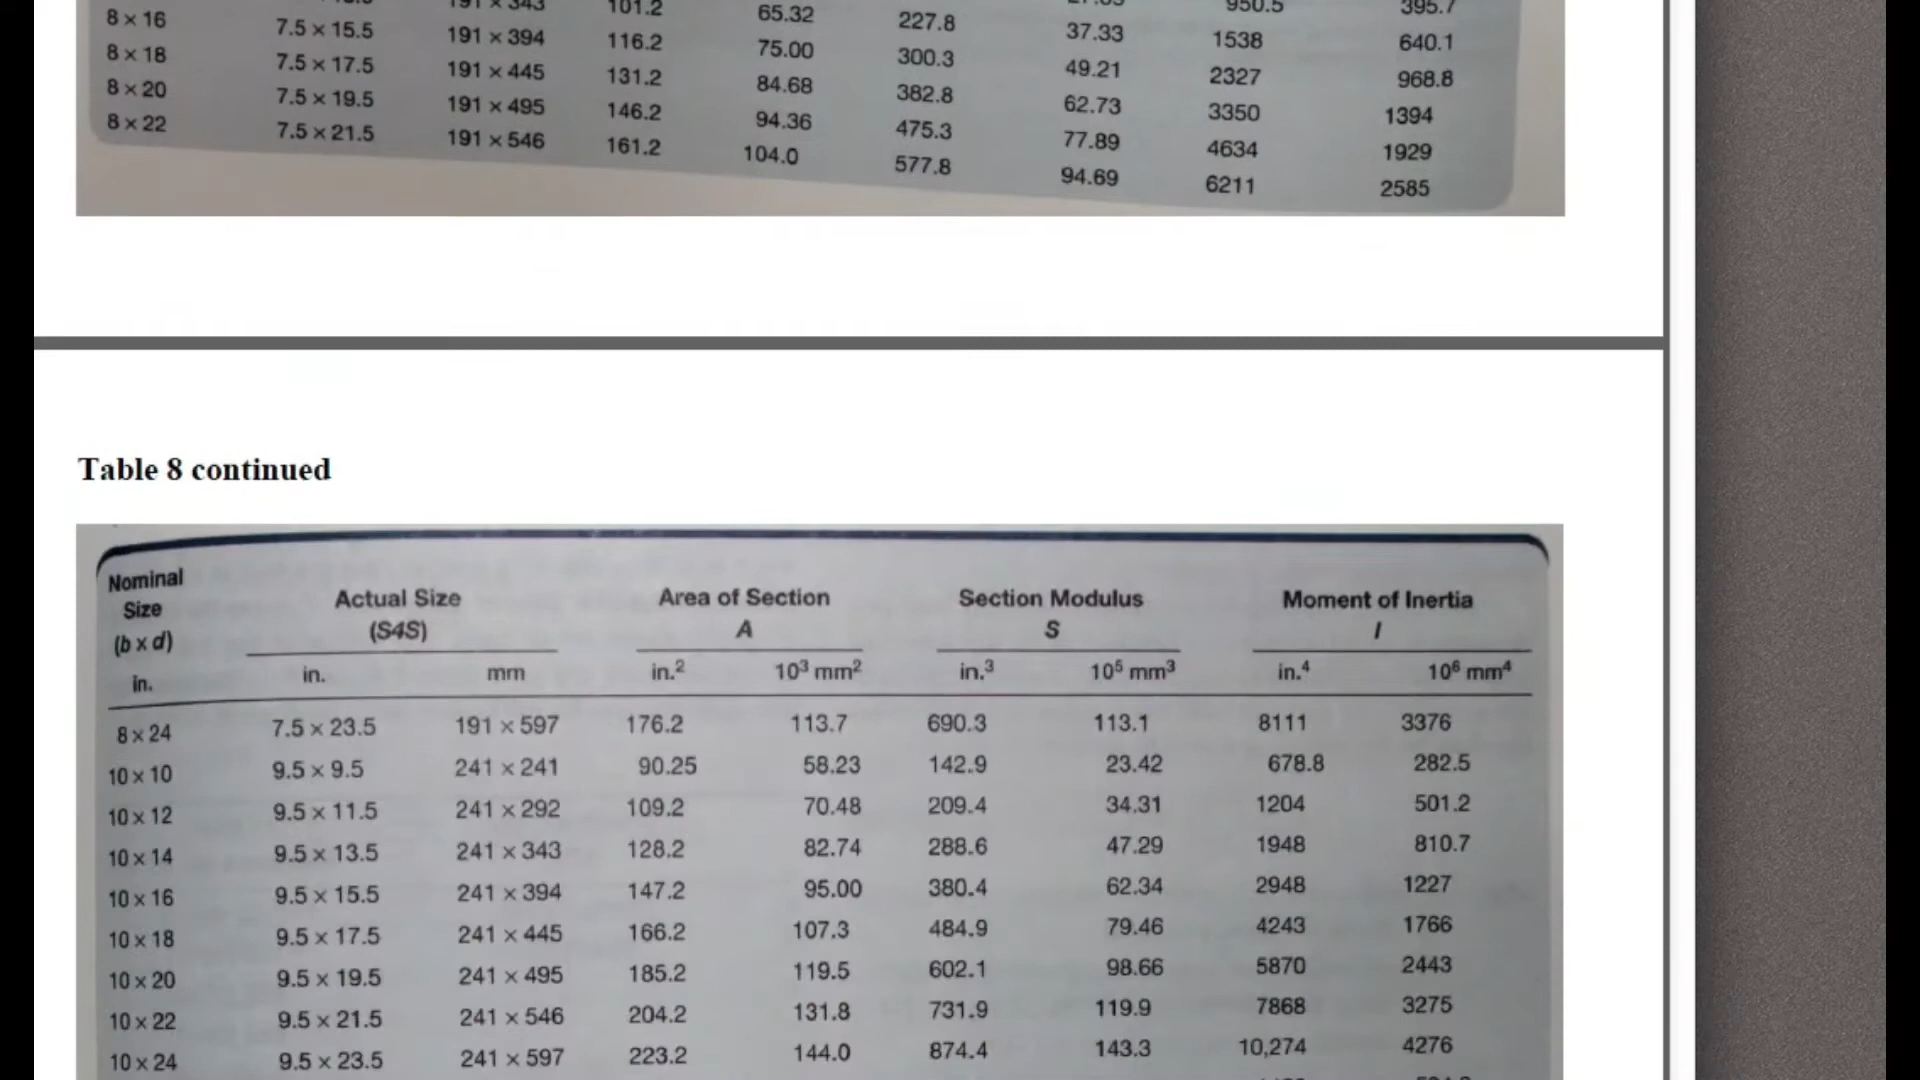 950.5 395.7
191 × 343 101.2 65.32 227.8 37.33 1538 640.1
8 × 16 7.5 × 15.5 191 × 394 116.2 75.00 300.3 49.21 2327 968.8
8 × 18 7.5 × 17.5 191 × 445 131.2 84.68 382.8 62.73 3350 1394
8 × 20 7.5 × 19.5 191 × 495 146.2 94.36 475.3 77.89 4634 1929
8 × 22 7.5 × 21.5 191 × 546 161.2 104.0 577.8 94.69 6211 2585
Table 8 continued
Nominal
Size Actual Size Area of Section Section Modulus Moment of Inertia
(b x d) (S4S) A S I
in. in. mm in.² 10³ mm² in.³ 10⁵ mm³ in.⁴ 10⁶ mm⁴
8 × 24 7.5 × 23.5 191 × 597 176.2 113.7 690.3 113.1 8111 3376
10 × 10 9.5 × 9.5 241 × 241 90.25 58.23 142.9 23.42 678.8 282.5
10 × 12 9.5 × 11.5 241 × 292 109.2 70.48 209.4 34.31 1204 501.2
10 × 14 9.5 × 13.5 241 × 343 128.2 82.74 288.6 47.29 1948 810.7
10 × 16 9.5 × 15.5 241 × 394 147.2 95.00 380.4 62.34 2948 1227
10 × 18 9.5 × 17.5 241 × 445 166.2 107.3 484.9 79.46 4243 1766
10 × 20 9.5 × 19.5 241 × 495 185.2 119.5 602.1 98.66 5870 2443
10 × 22 9.5 × 21.5 241 × 546 204.2 131.8 731.9 119.9 7868 3275
10 × 24 9.5 × 23.5 241 × 597 223.2 144.0 874.4 143.3 10,274 4276